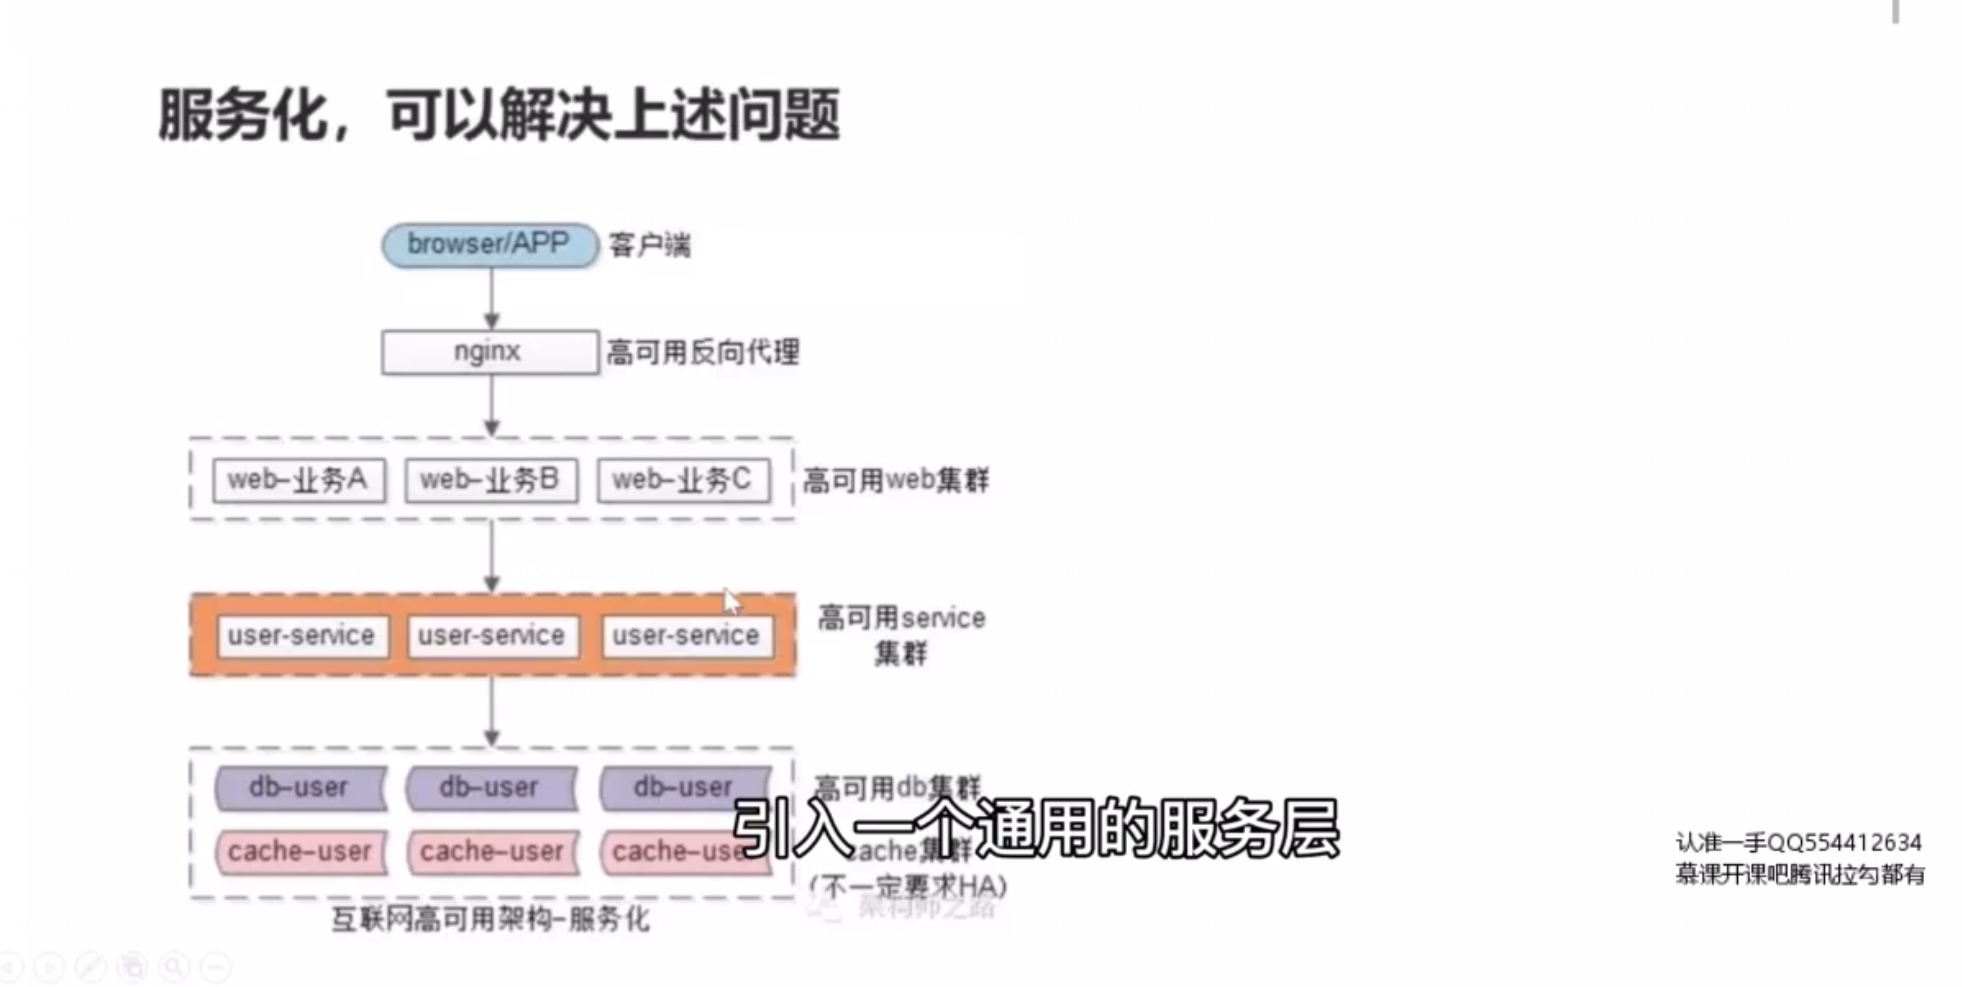 服务化，可以解决上述问题
browser/APP 客户端
nginx 高可用反向代理
web-业务A web-业务B web-业务C 高可用web集群
user-service user-service user-service 高可用service
集群
db-user db-user db-user 高可用db集群
引入一个通用的服务层
cache-user cache-user cache-use cache集群
(不一定要求HA)
架构师之路
互联网高可用架构-服务化
认准一手QQ554412634
慕课开课吧腾讯拉勾都有